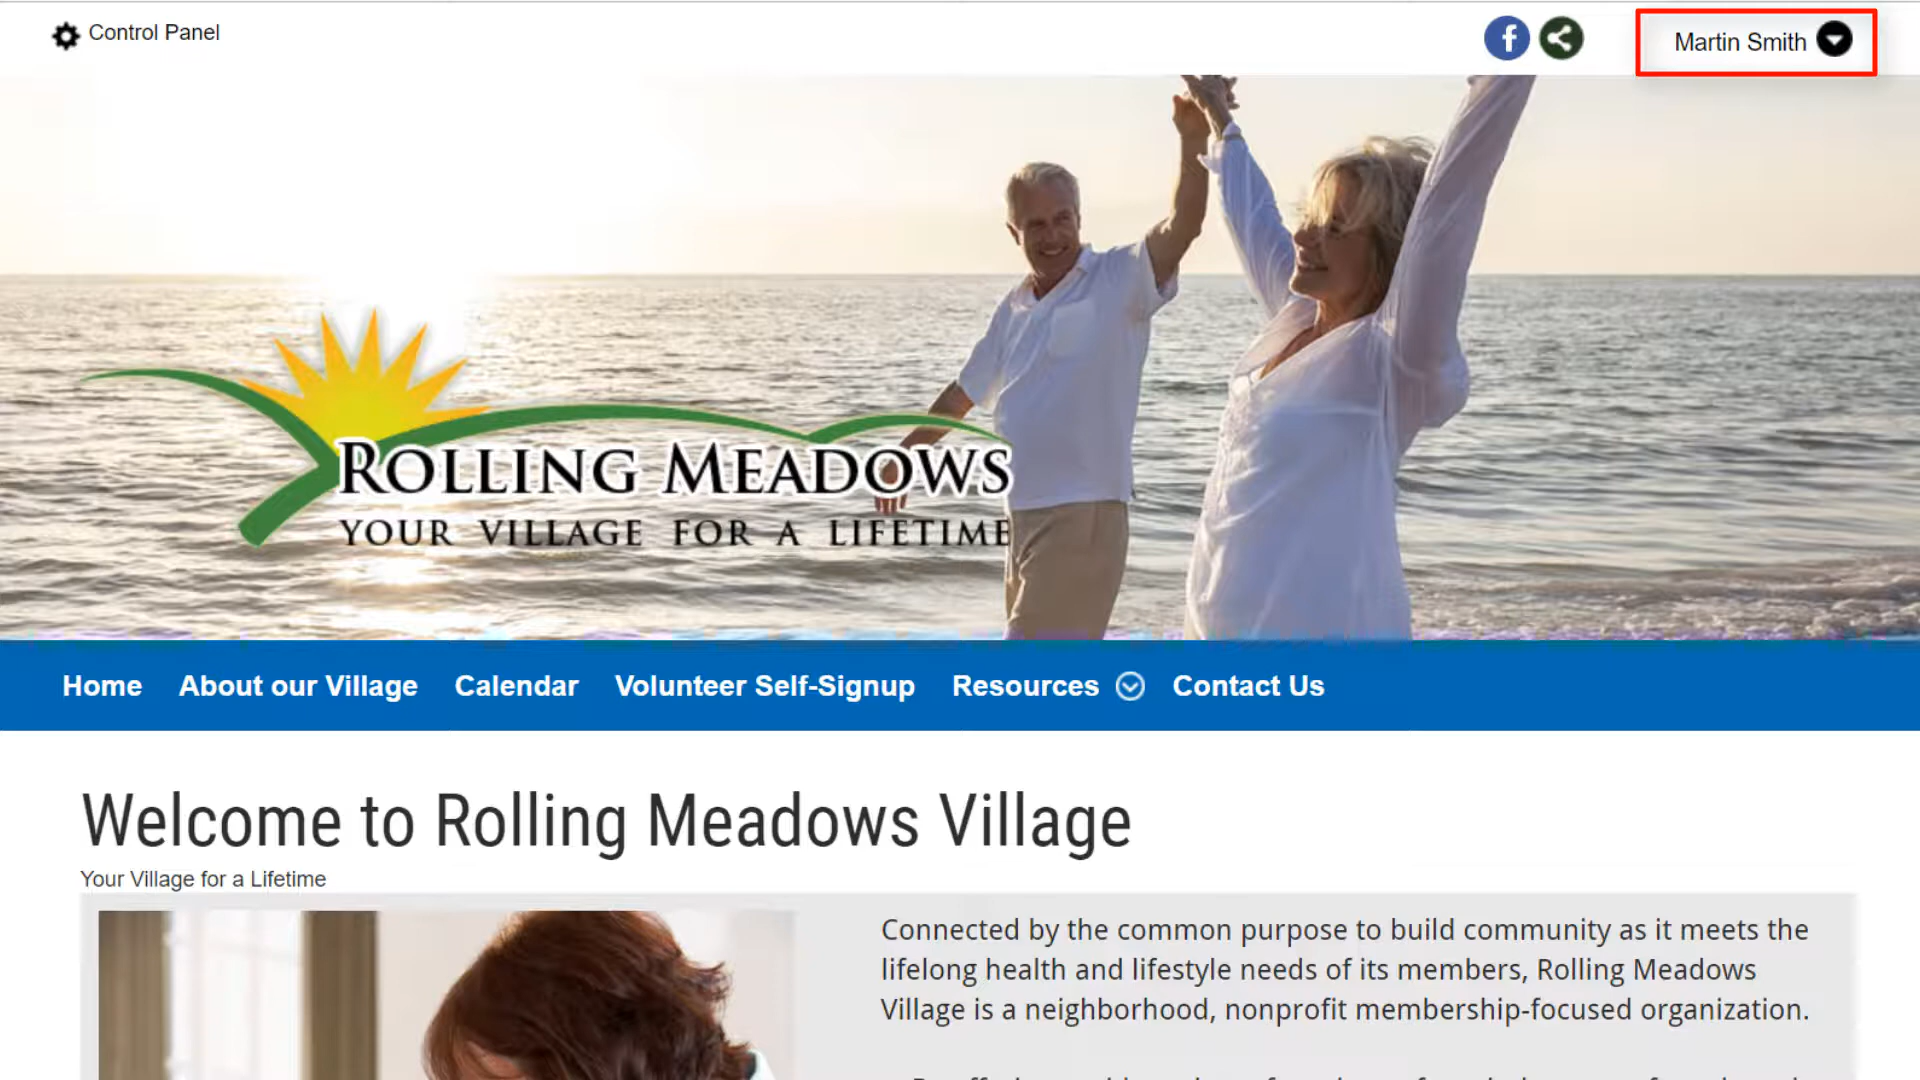 Control Panel
Martin Smith
ROLLING MEADOWS
YOUR VILLAGE FOR A LIFETIME
Home About our Village Calendar Volunteer Self-Signup Resources Contact Us
Welcome to Rolling Meadows Village
Your Village for a Lifetime
Connected by the common purpose to build community as it meets the
lifelong health and lifestyle needs of its members, Rolling Meadows
Village is a neighborhood, nonprofit membership-focused organization.